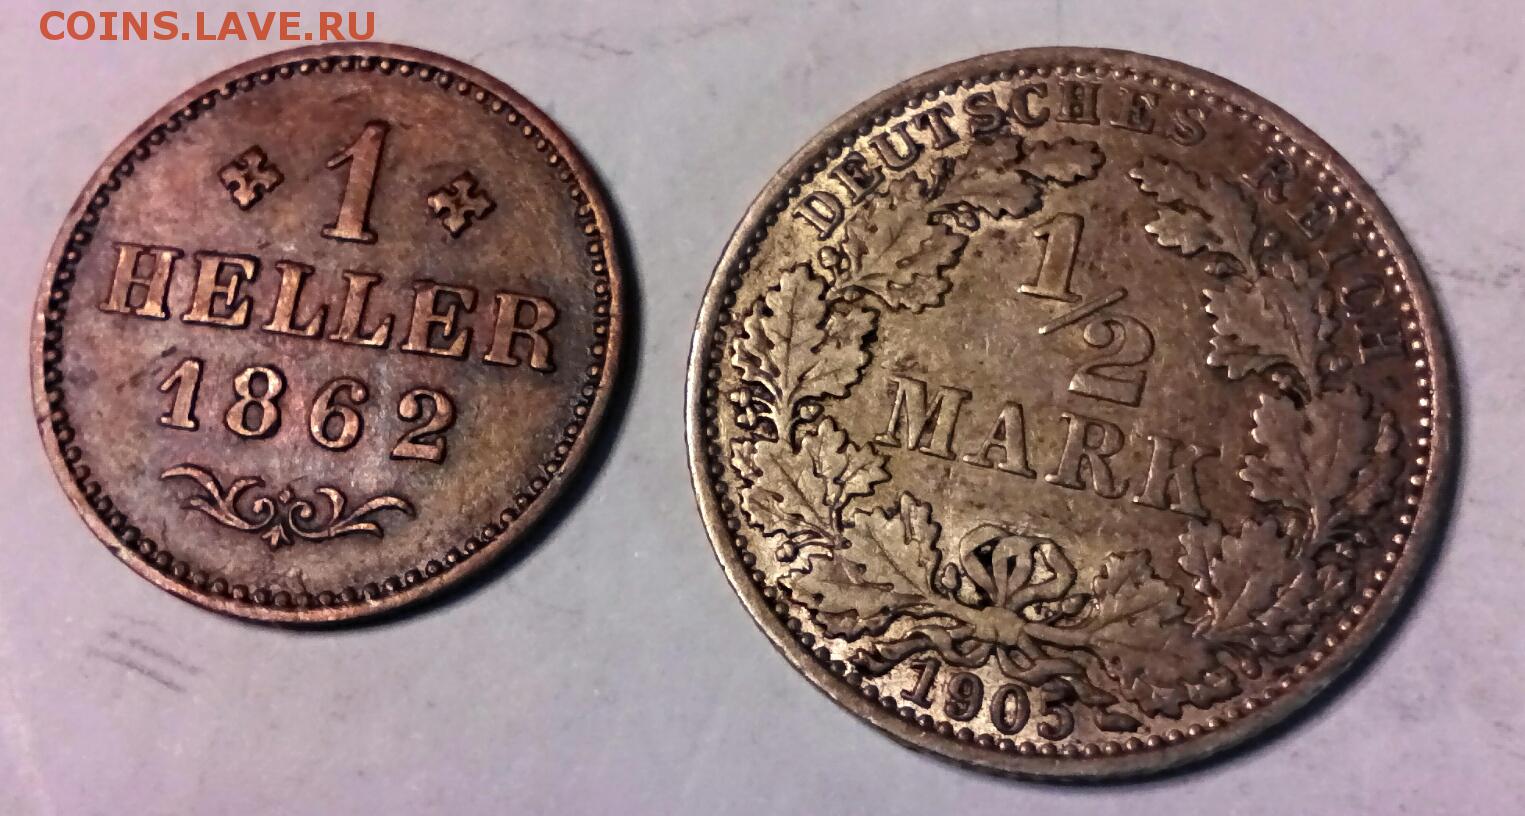 COINS.LAVE.RU
1
HELLER
1862
DEUTSCHES REICH
1/2
MARK
1905